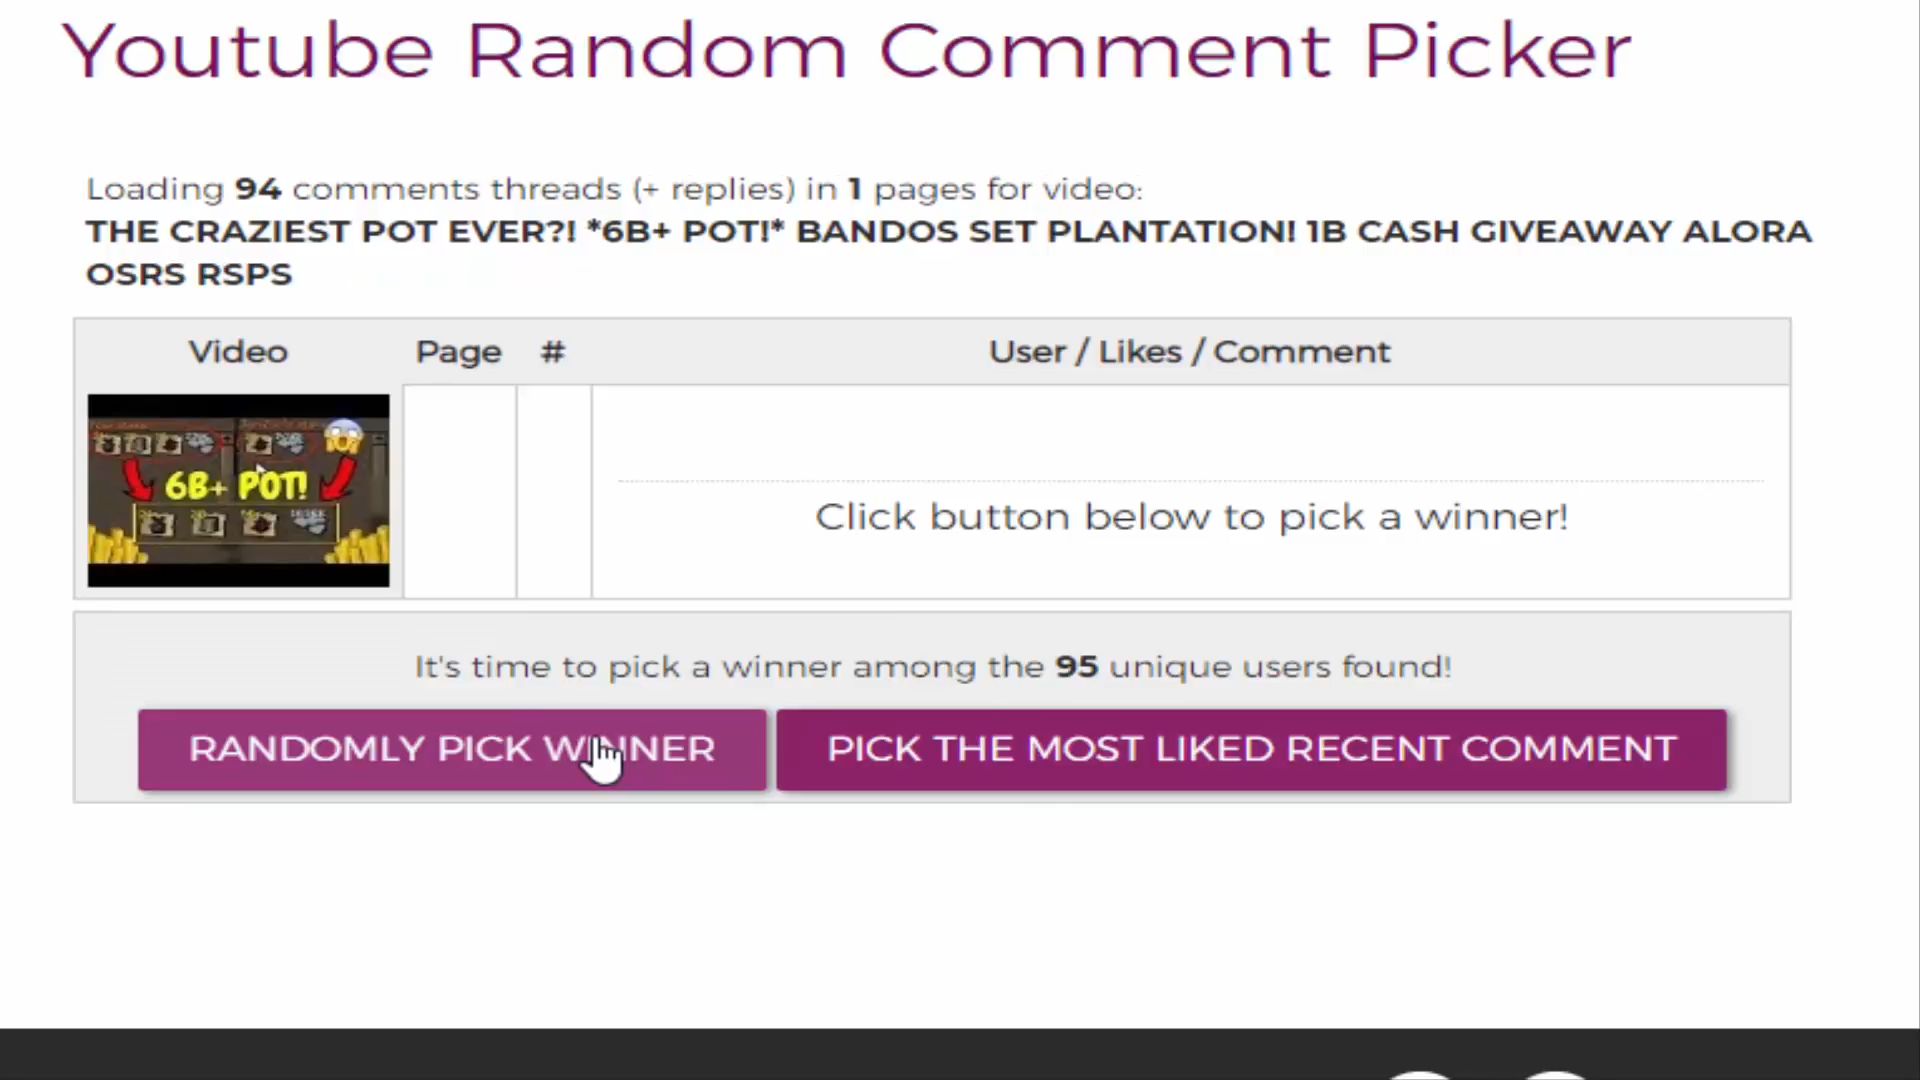 Youtube Random Comment Picker
Loading 94 comments threads (+ replies) in 1 pages for video:
THE CRAZIEST POT EVER?! *6B+ POT!* BANDOS SET PLANTATION! 1B CASH GIVEAWAY ALORA
OSRS RSPS
Video Page # User / Likes / Comment
6B+ POT!
Click button below to pick a winner!
It's time to pick a winner among the 95 unique users found!
RANDOMLY PICK WINNER PICK THE MOST LIKED RECENT COMMENT